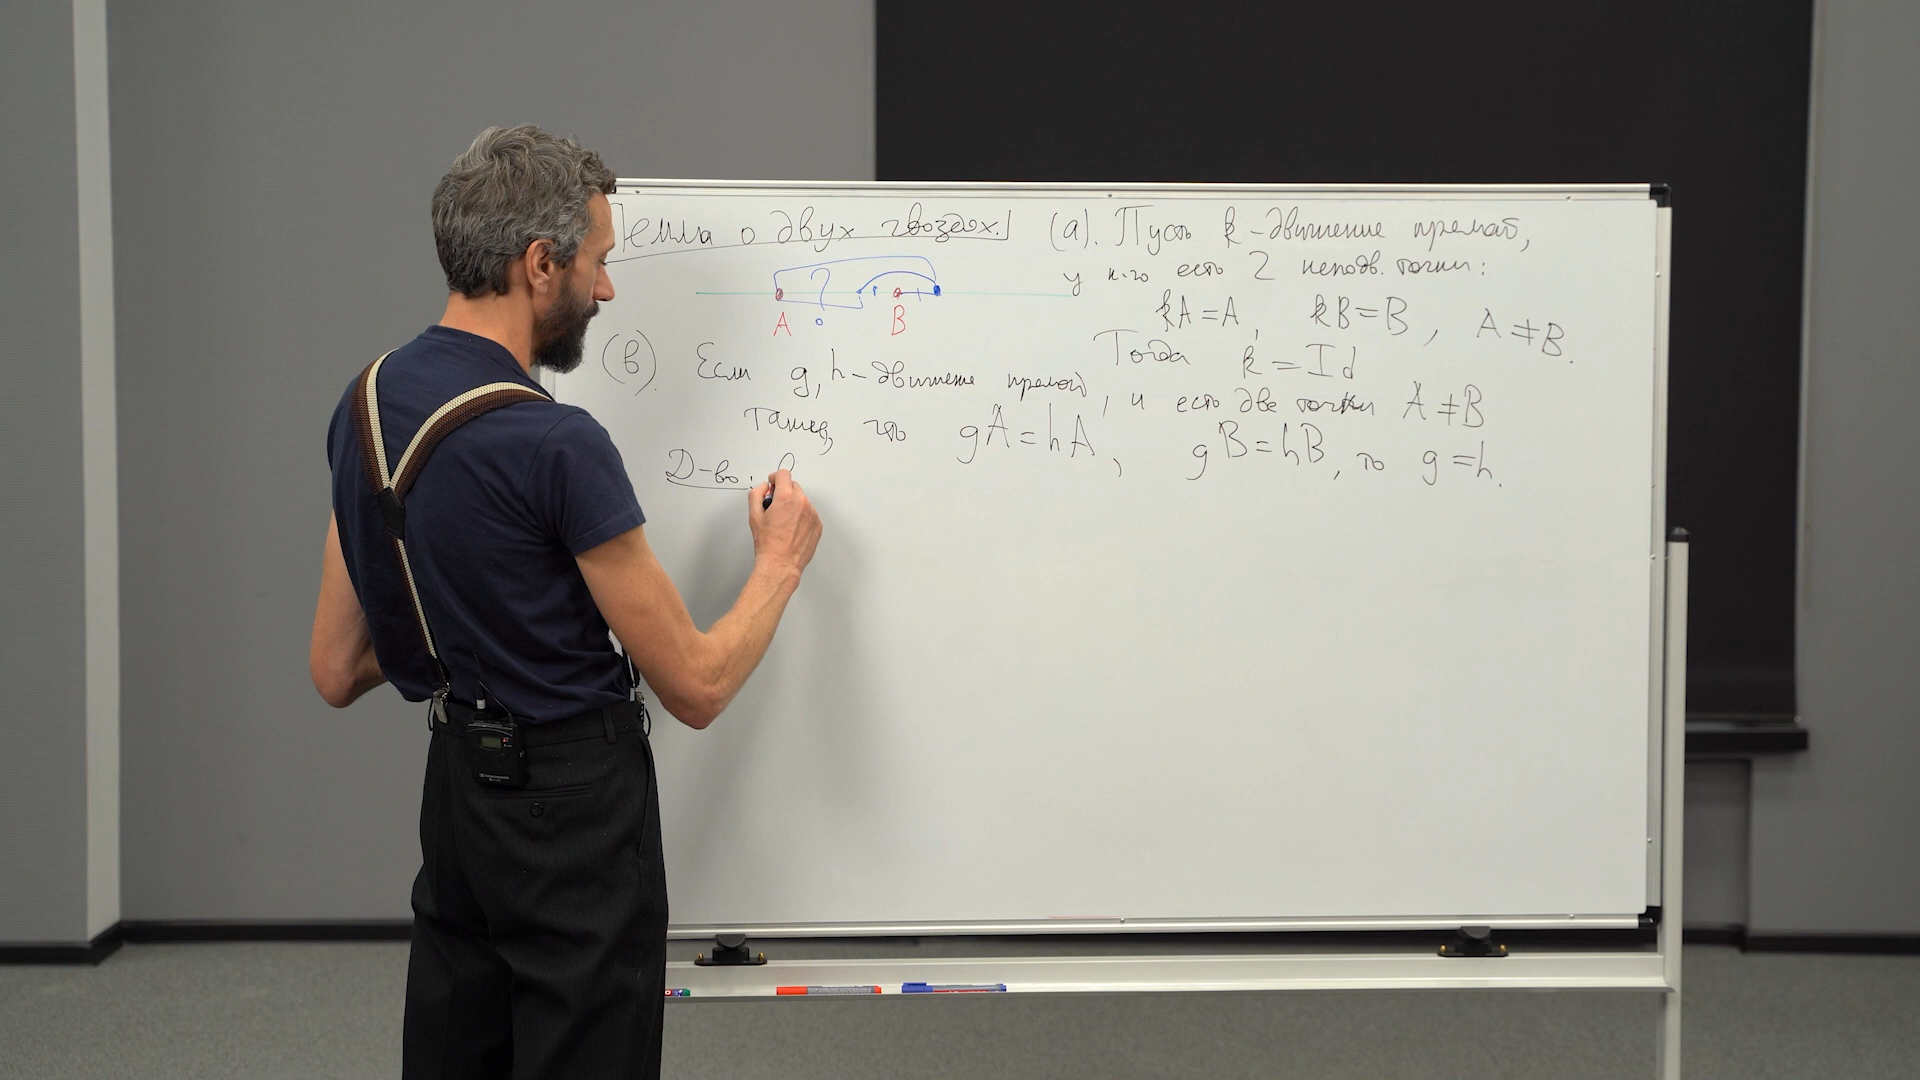 Лемма о двух гвоздях.
(а). Пусть k - движение прямой,
у к-го есть 2 неподв. точки:
?
A B
kA = A, kB = B, A ≠ B.
Тогда k = Id
(в). Если g, h - движение прямой, и есть две точки A ≠ B
такие, что gA = hA, gB = hB, то g = h.
Д-во: